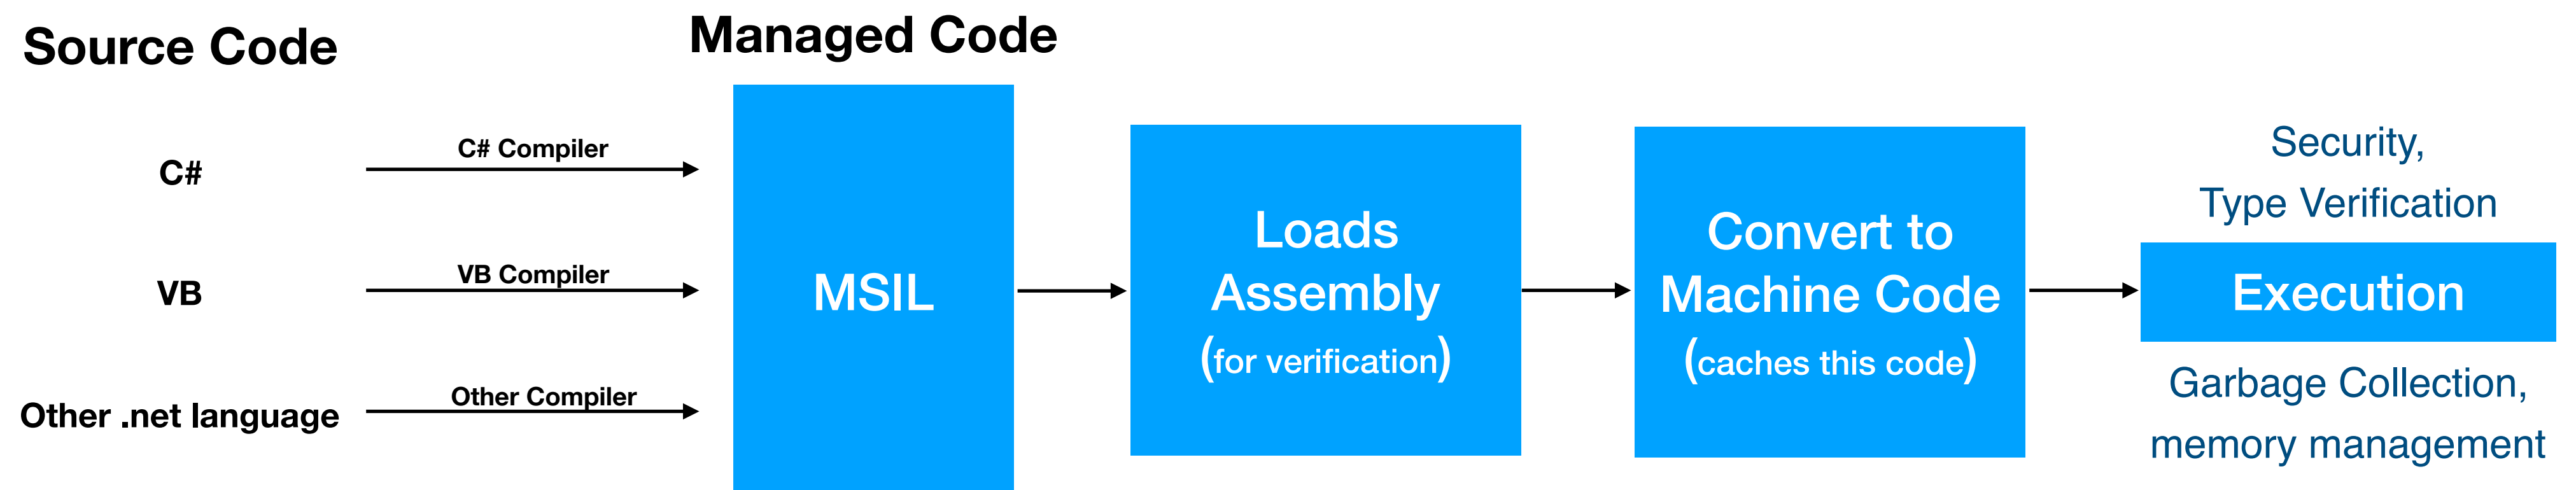 Source Code
Managed Code
C#
C# Compiler
VB
VB Compiler
Other .net language
Other Compiler
MSIL
Loads
Assembly
(for verification)
Convert to
Machine Code
(caches this code)
Security,
Type Verification
Execution
Garbage Collection,
memory management